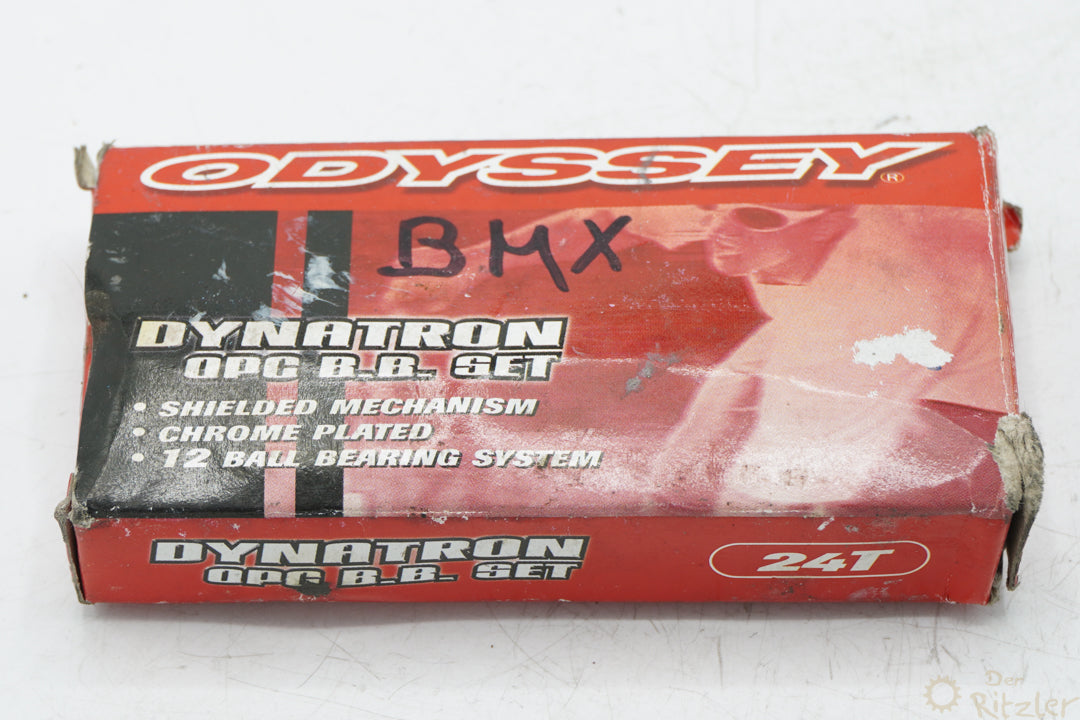 ODYSSEY®
BMX
DYNATRON
OPC B.B. SET
• SHIELDED MECHANISM
• CHROME PLATED
• 12 BALL BEARING SYSTEM
DYNATRON
OPC B.B. SET
24T
Der
Ritzler